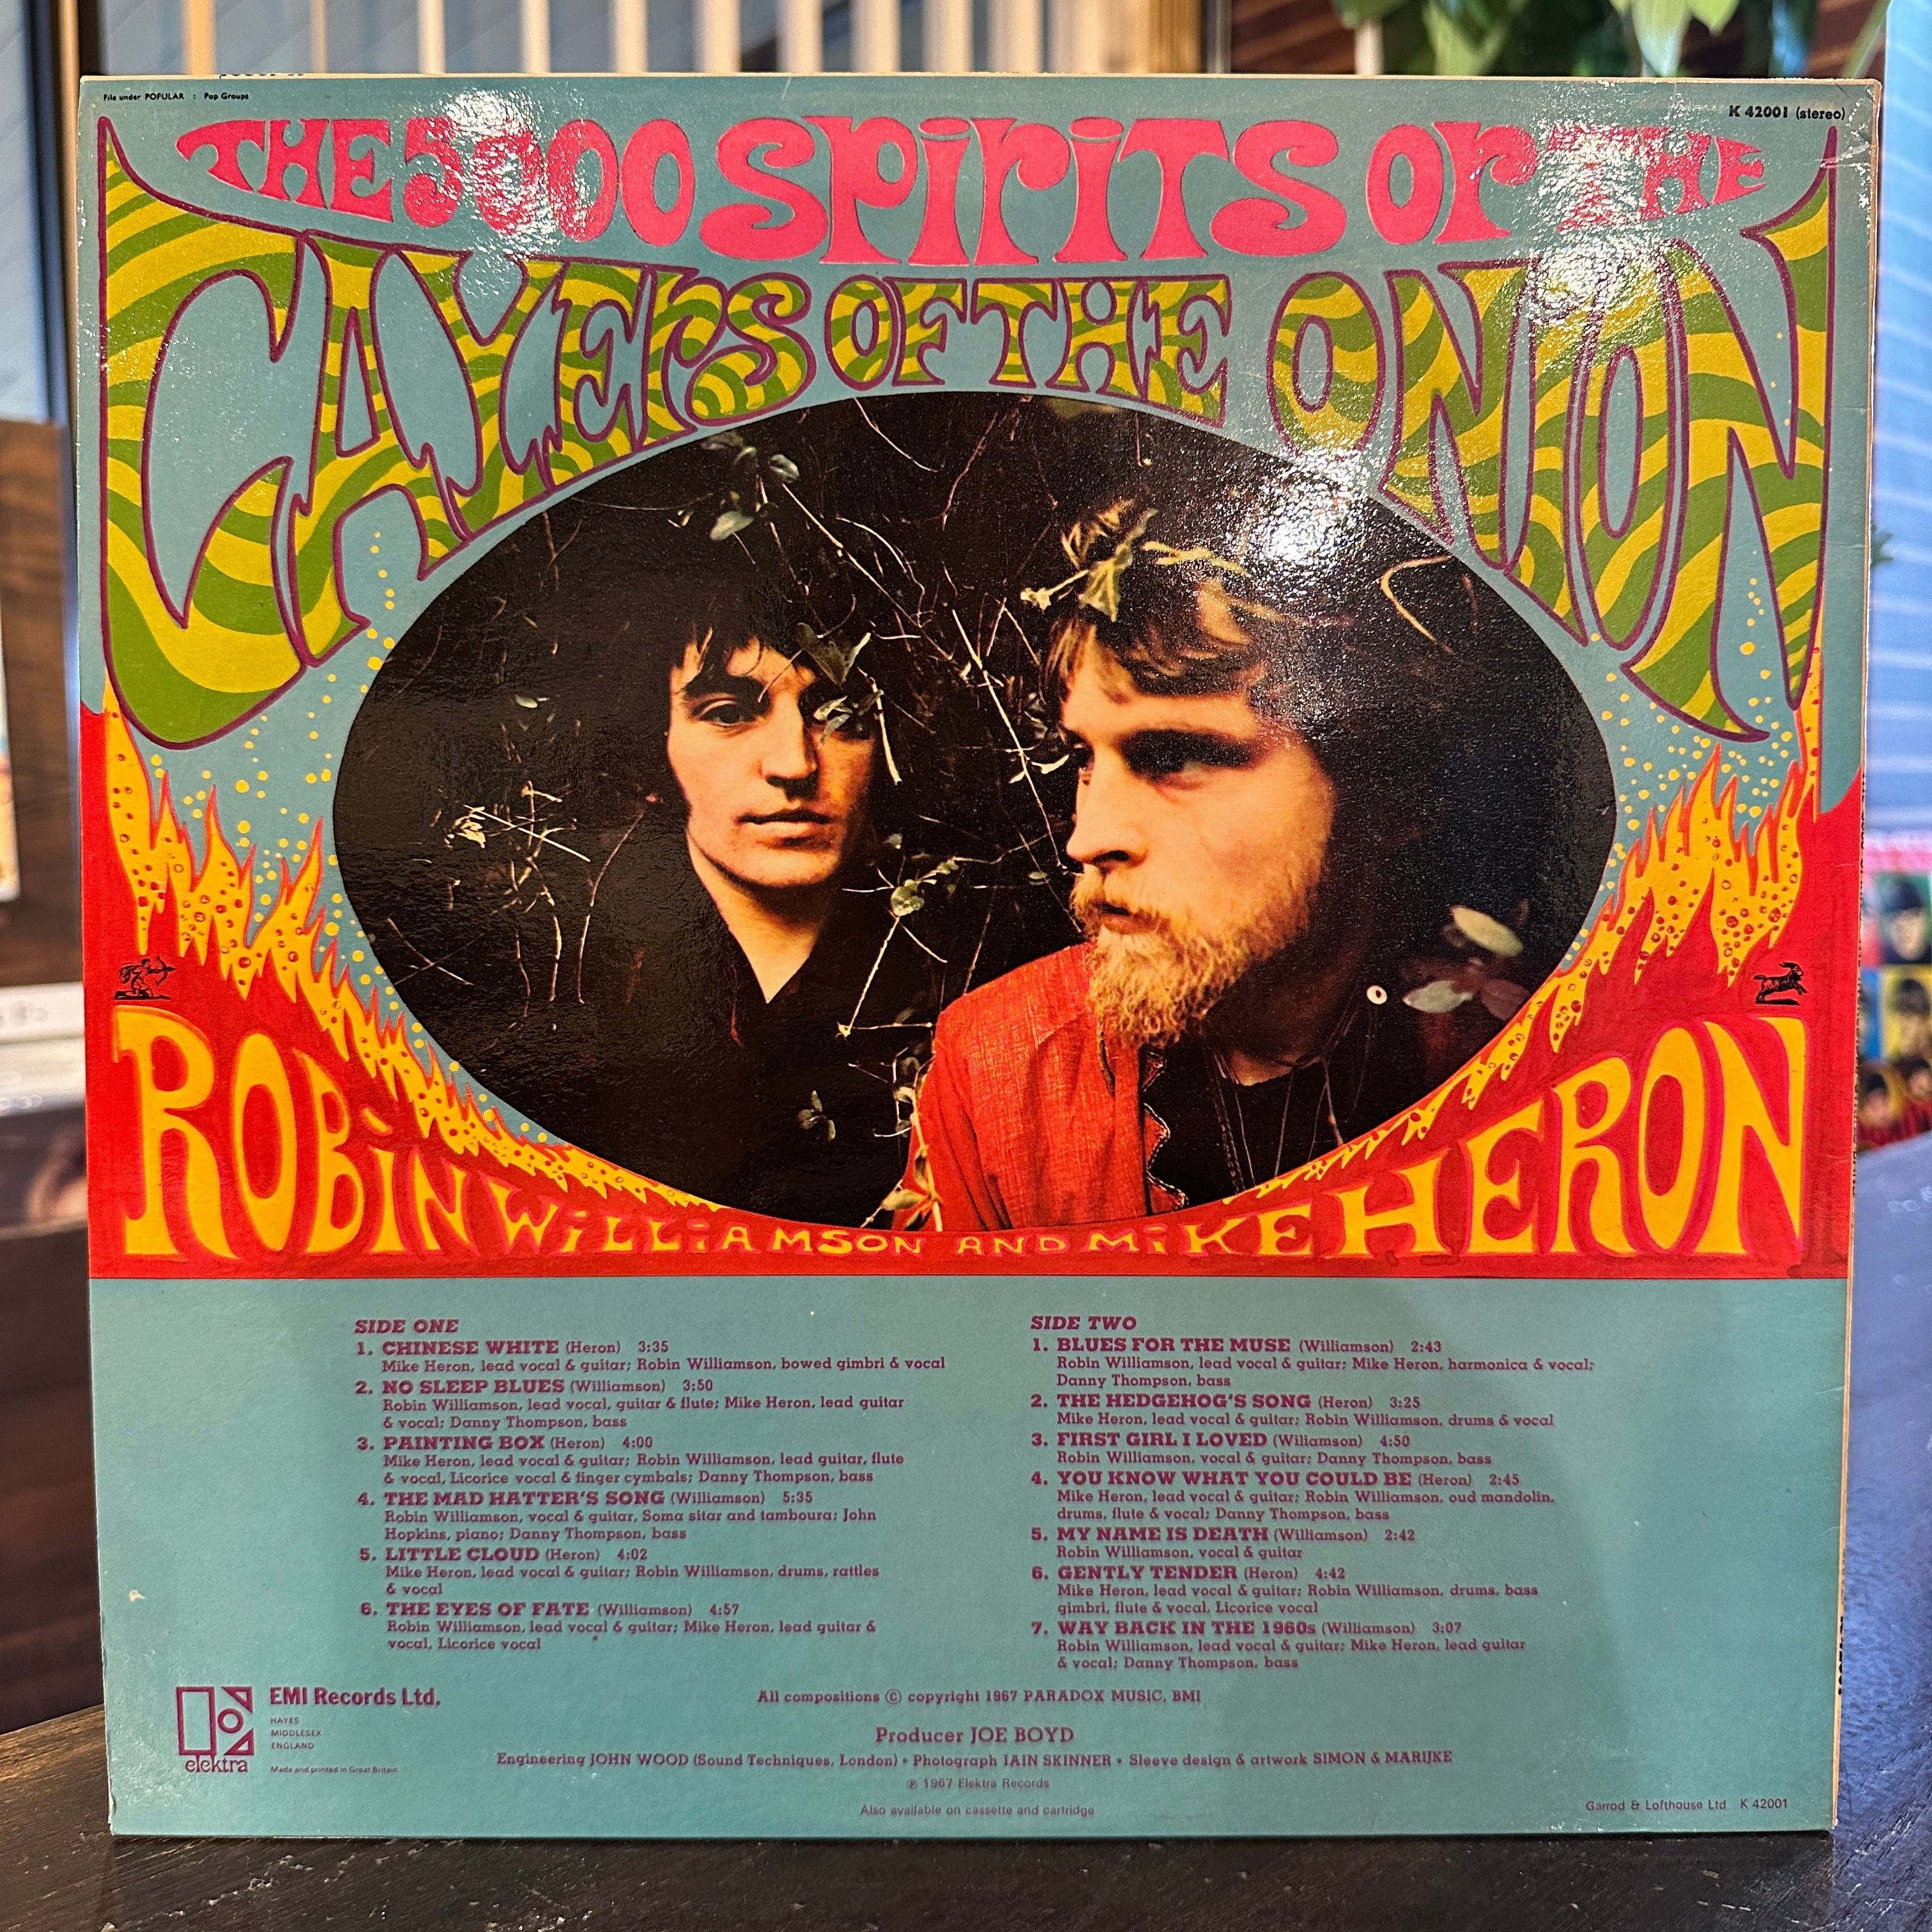 File under POPULAR : Pop Groups
K 42001 (stereo)
THE 5000 SPIRITS OR THE
LAYERS OF THE ONION
ROBIN WILLIAMSON AND MIKE HERON
SIDE ONE
1. CHINESE WHITE (Heron) 3:35
Mike Heron, lead vocal & guitar; Robin Williamson, bowed gimbri & vocal
2. NO SLEEP BLUES (Williamson) 3:50
Robin Williamson, lead vocal, guitar & flute; Mike Heron, lead guitar
& vocal; Danny Thompson, bass
3. PAINTING BOX (Heron) 4:00
Mike Heron, lead vocal & guitar; Robin Williamson, lead guitar, flute
& vocal, Licorice vocal & finger cymbals; Danny Thompson, bass
4. THE MAD HATTER'S SONG (Williamson) 5:35
Robin Williamson, vocal & guitar, Soma sitar and tamboura; John
Hopkins, piano; Danny Thompson, bass
5. LITTLE CLOUD (Heron) 4:02
Mike Heron, lead vocal & guitar; Robin Williamson, drums, rattles
& vocal
6. THE EYES OF FATE (Williamson) 4:57
Robin Williamson, lead vocal & guitar; Mike Heron, lead guitar &
vocal, Licorice vocal
SIDE TWO
1. BLUES FOR THE MUSE (Williamson) 2:43
Robin Williamson, lead vocal & guitar; Mike Heron, harmonica & vocal;
Danny Thompson, bass
2. THE HEDGEHOG'S SONG (Heron) 3:25
Mike Heron, lead vocal & guitar; Robin Williamson, drums & vocal
3. FIRST GIRL I LOVED (Wiliamson) 4:50
Robin Williamson, vocal & guitar; Danny Thompson, bass
4. YOU KNOW WHAT YOU COULD BE (Heron) 2:45
Mike Heron, lead vocal & guitar; Robin Williamson, oud mandolin,
drums, flute & vocal; Danny Thompson, bass
5. MY NAME IS DEATH (Williamson) 2:42
Robin Williamson, vocal & guitar
6. GENTLY TENDER (Heron) 4:42
Mike Heron, lead vocal & guitar; Robin Williamson, drums, bass
gimbri, flute & vocal, Licorice vocal
7. WAY BACK IN THE 1960s (Williamson) 3:07
Robin Williamson, lead vocal & guitar; Mike Heron, lead guitar
& vocal; Danny Thompson, bass
EMI Records Ltd.
HAYES
MIDDLESEX
ENGLAND
elektra
Made and printed in Great Britain
All compositions © copyright 1967 PARADOX MUSIC, BMI
Producer JOE BOYD
Engineering JOHN WOOD (Sound Techniques, London) • Photograph IAIN SKINNER • Sleeve design & artwork SIMON & MARIJKE
℗ 1967 Elektra Records
Also available on cassette and cartridge
Garrod & Lofthouse Ltd K 42001